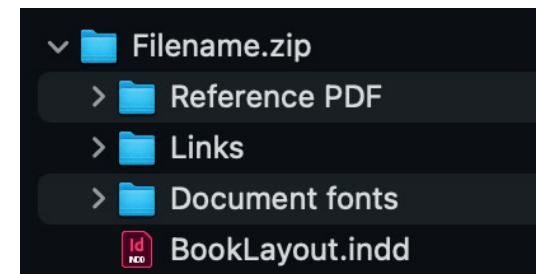 Filename.zip
Reference PDF
Links
Document fonts
Id
INDD
BookLayout.indd